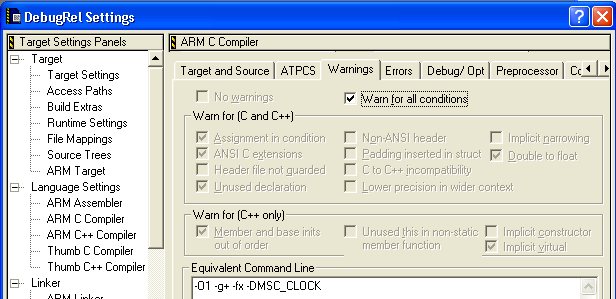 DebugRel Settings
Target Settings Panels
Target
Target Settings
Access Paths
Build Extras
Runtime Settings
File Mappings
Source Trees
ARM Target
Language Settings
ARM Assembler
ARM C Compiler
ARM C++ Compiler
Thumb C Compiler
Thumb C++ Compiler
Linker
ARM Linker
ARM C Compiler
Target and Source ATPCS Warnings Errors Debug/ Opt Preprocessor Co
No warnings Warn for all conditions
Warn for (C and C++)
Assignment in condition Non-ANSI header Implicit narrowing
ANSI C extensions Padding inserted in struct Double to float
Header file not guarded C to C++ incompatibility
Unused declaration Lower precision in wider context
Warn for (C++ only)
Member and base inits Unused this in non-static Implicit constructor
out of order member function Implicit virtual
Equivalent Command Line
-O1 -g+ -fx -DMSC_CLOCK